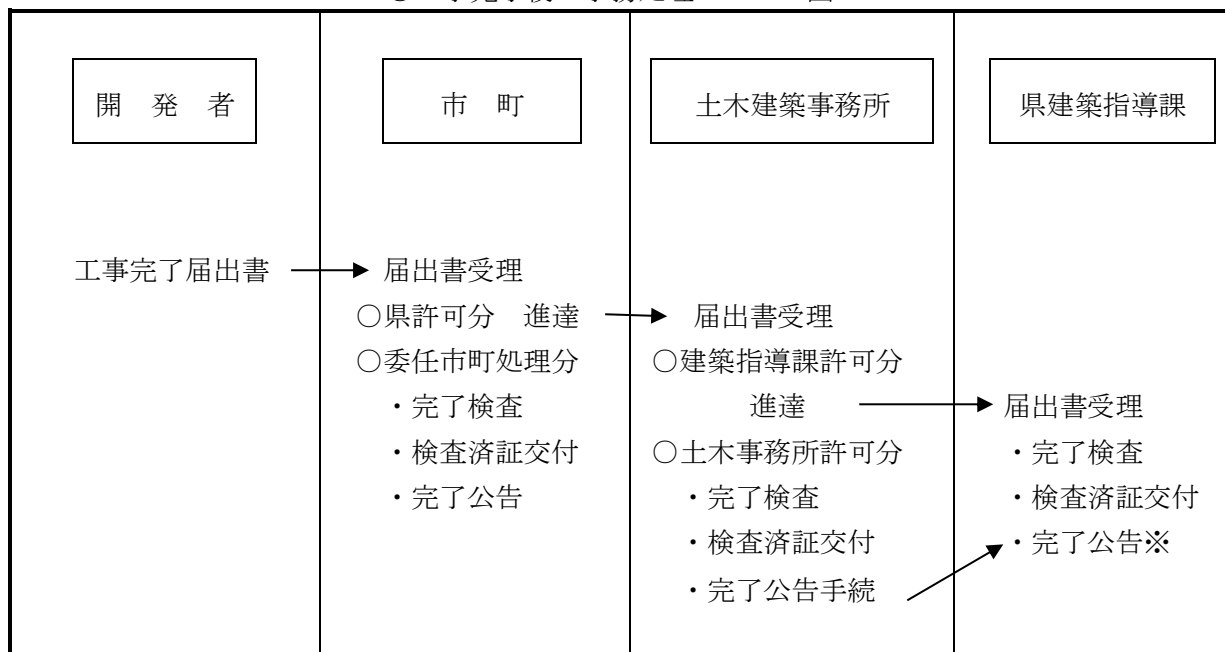 開　発　者
市　町
土木建築事務所
県建築指導課
工事完了届出書
届出書受理
○県許可分　進達
○委任市町処理分
・完了検査
・検査済証交付
・完了公告
届出書受理
○建築指導課許可分
進達
○土木事務所許可分
・完了検査
・検査済証交付
・完了公告手続
届出書受理
・完了検査
・検査済証交付
・完了公告※